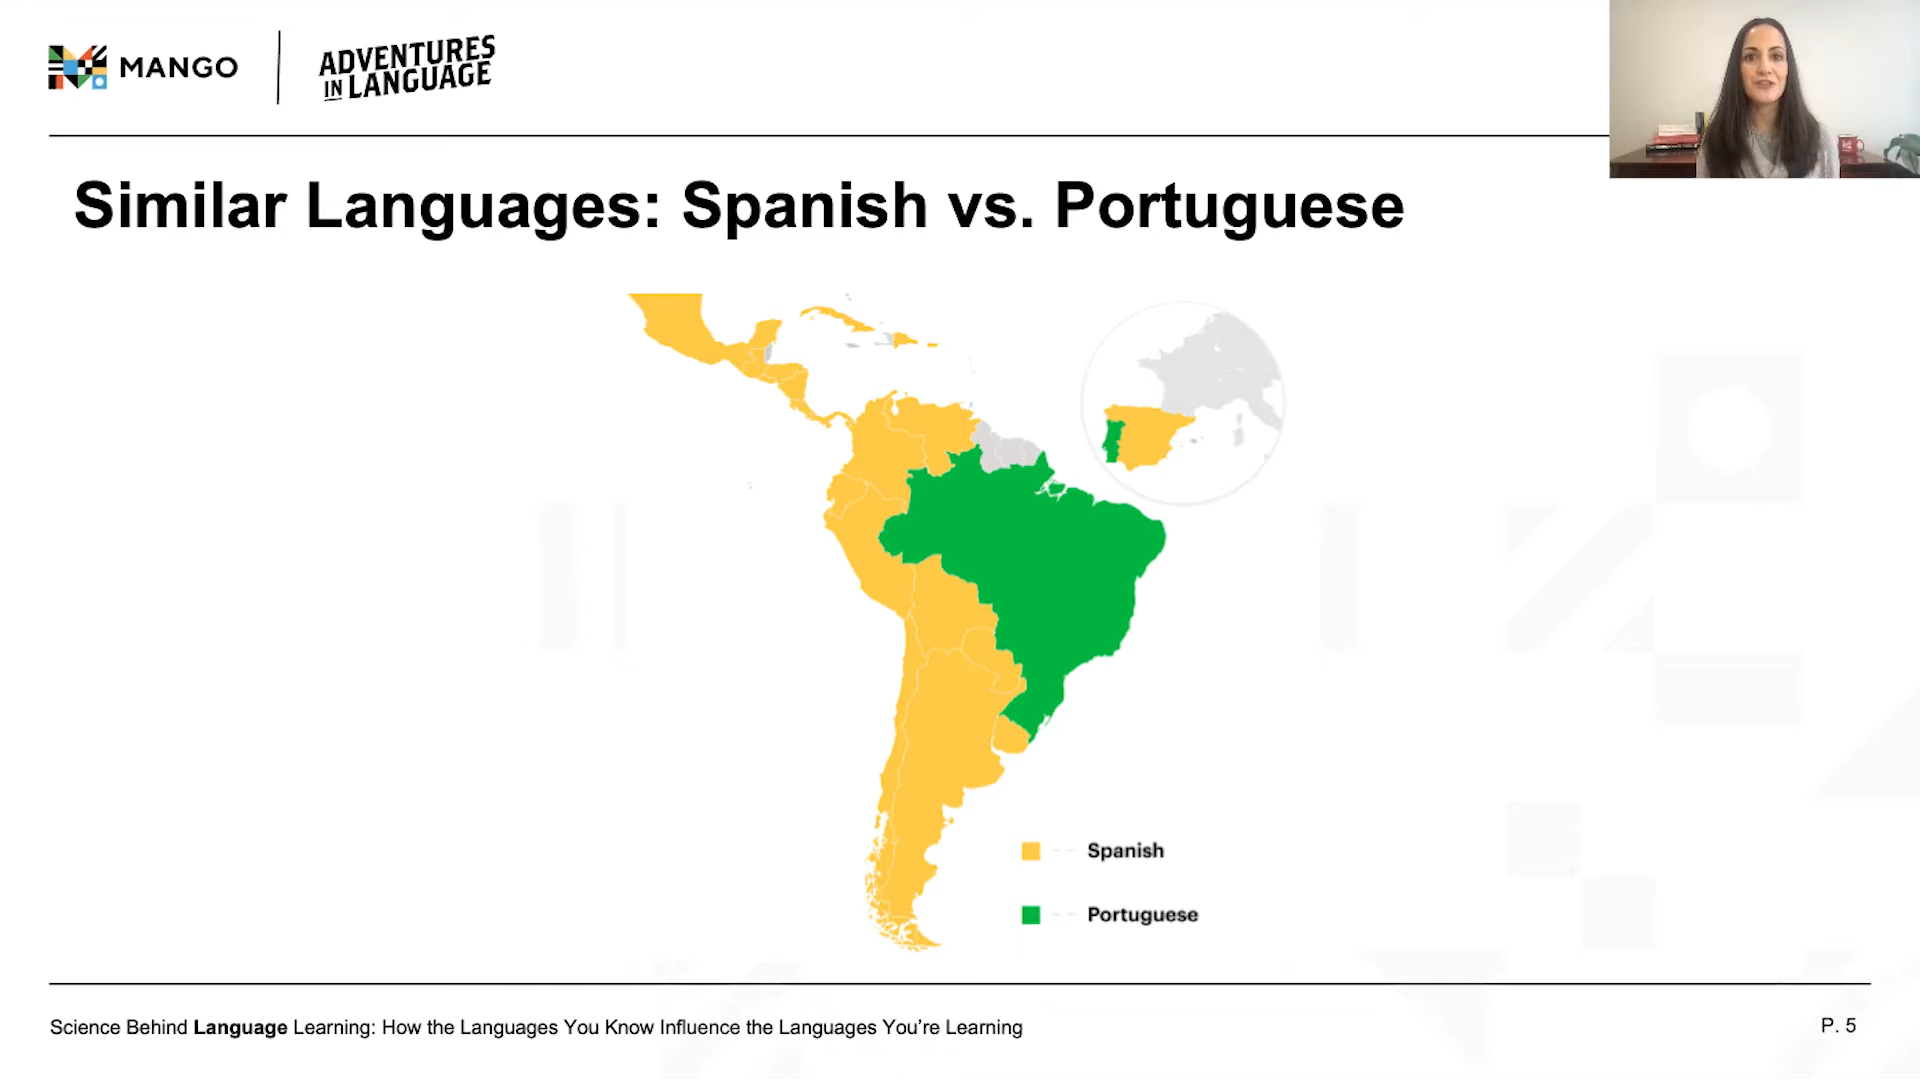 MANGO
ADVENTURES
IN LANGUAGE
Similar Languages: Spanish vs. Portuguese
Spanish
Portuguese
Science Behind Language Learning: How the Languages You Know Influence the Languages You're Learning
P. 5